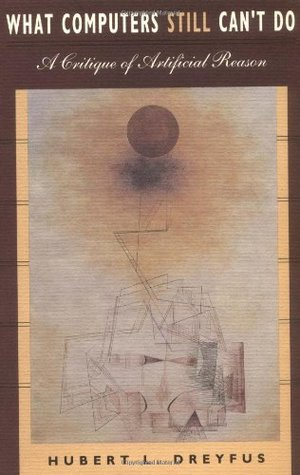 WHAT COMPUTERS STILL CAN'T DO
A Critique of Artificial Reason
HUBERT L. DREYFUS